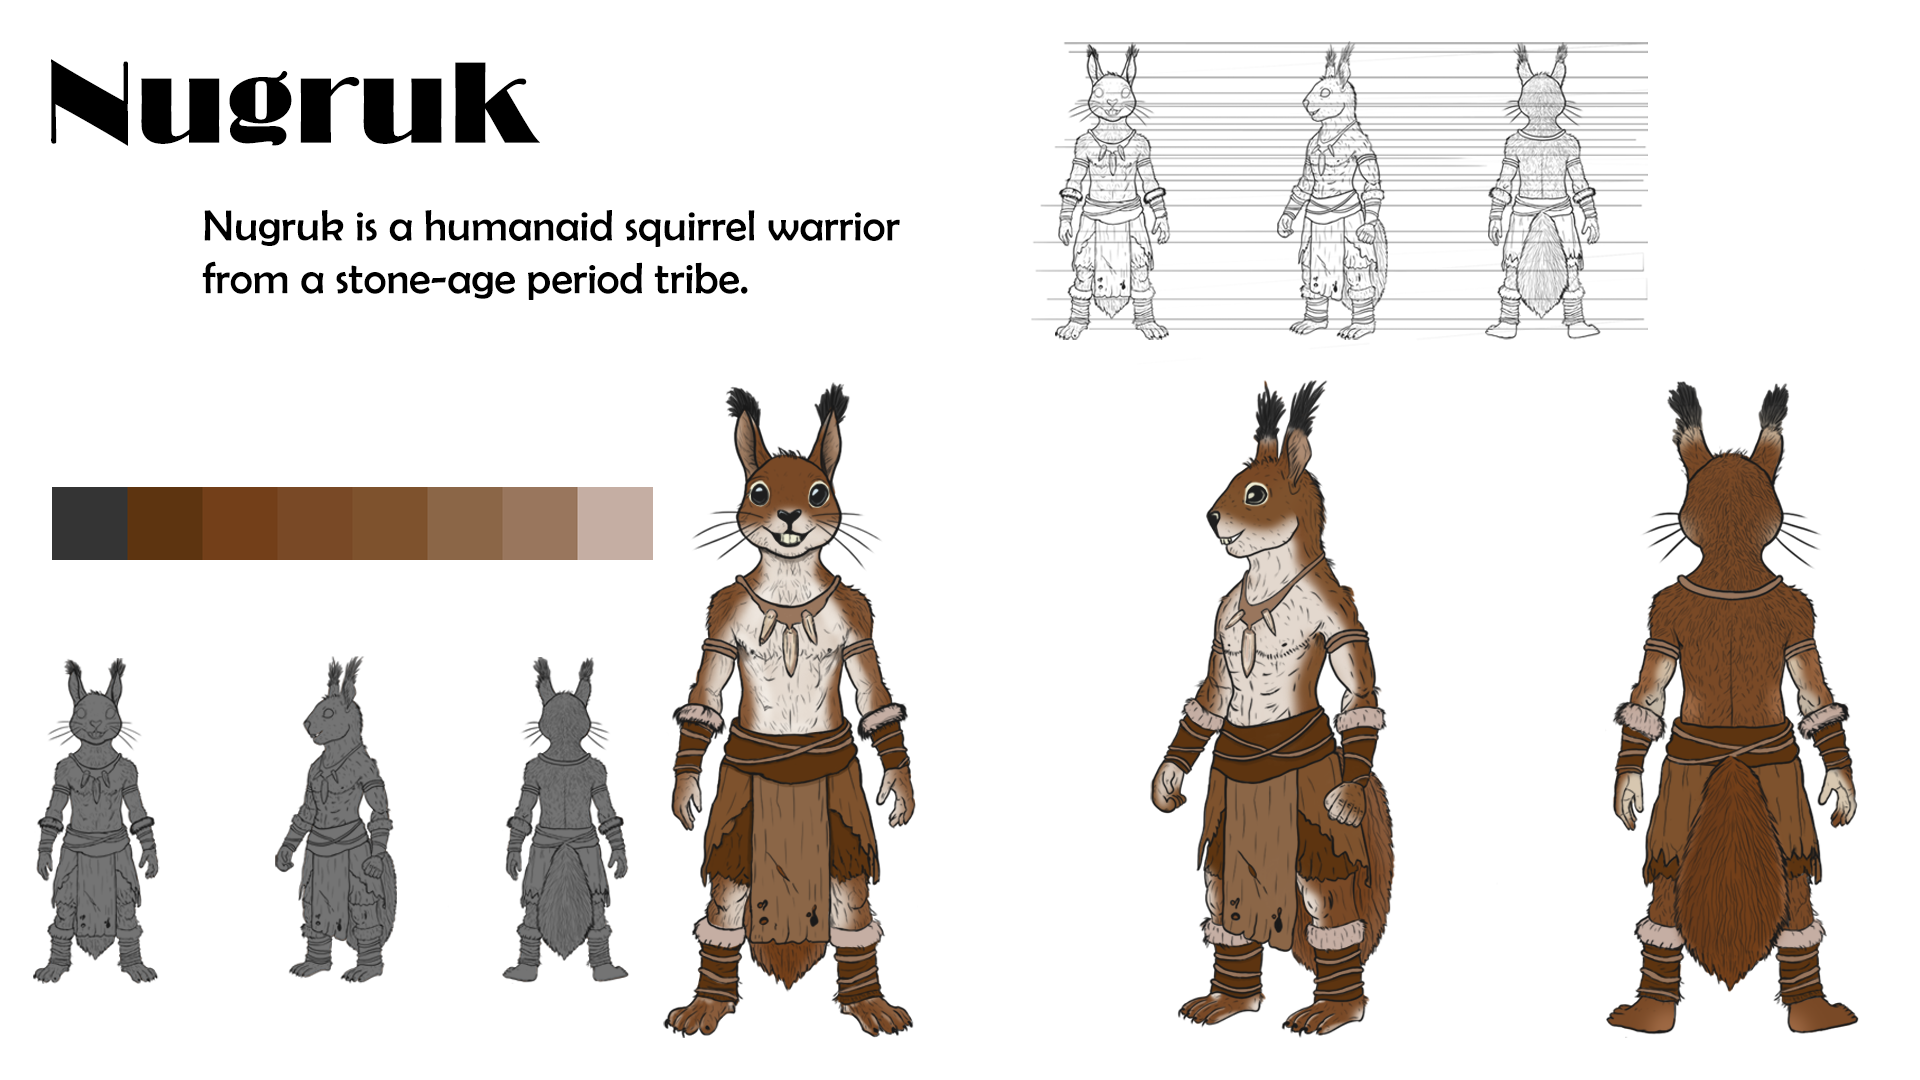 Nugruk
Nugruk is a humanaid squirrel warrior
from a stone-age period tribe.